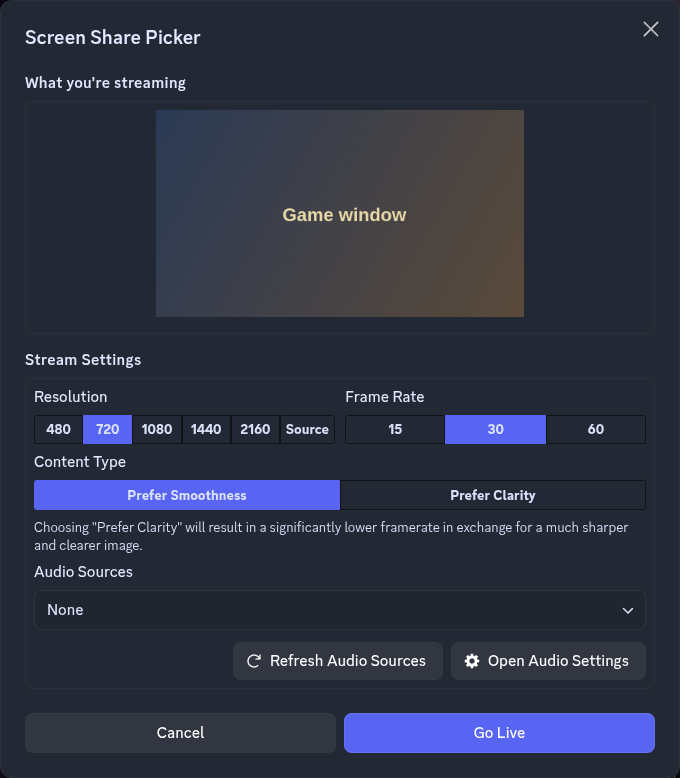 Screen Share Picker
What you're streaming
Game window
Stream Settings
Resolution
Frame Rate
480 720 1080 1440 2160 Source
15 30 60
Content Type
Prefer Smoothness Prefer Clarity
Choosing "Prefer Clarity" will result in a significantly lower framerate in exchange for a much sharper
and clearer image.
Audio Sources
None
Refresh Audio Sources Open Audio Settings
Cancel Go Live